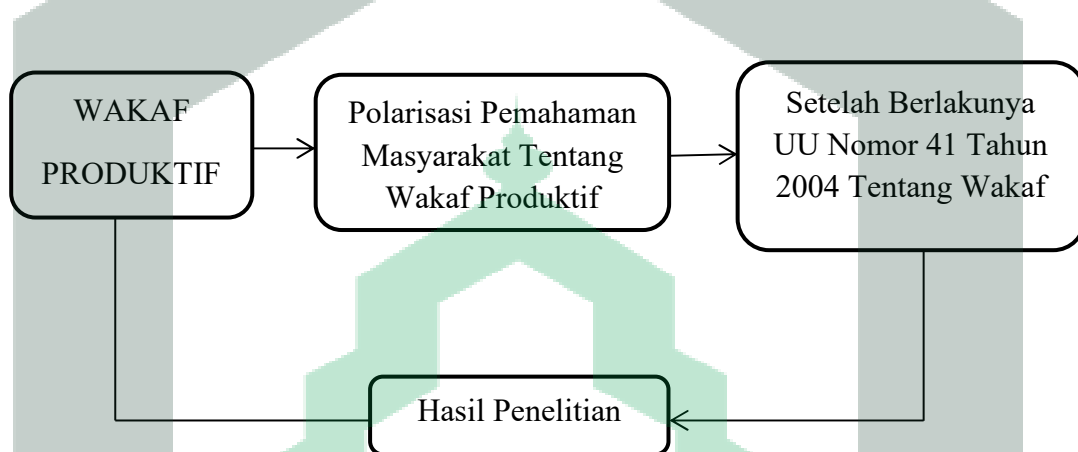 WAKAF
PRODUKTIF
Polarisasi Pemahaman
Masyarakat Tentang
Wakaf Produktif
Setelah Berlakunya
UU Nomor 41 Tahun
2004 Tentang Wakaf
Hasil Penelitian